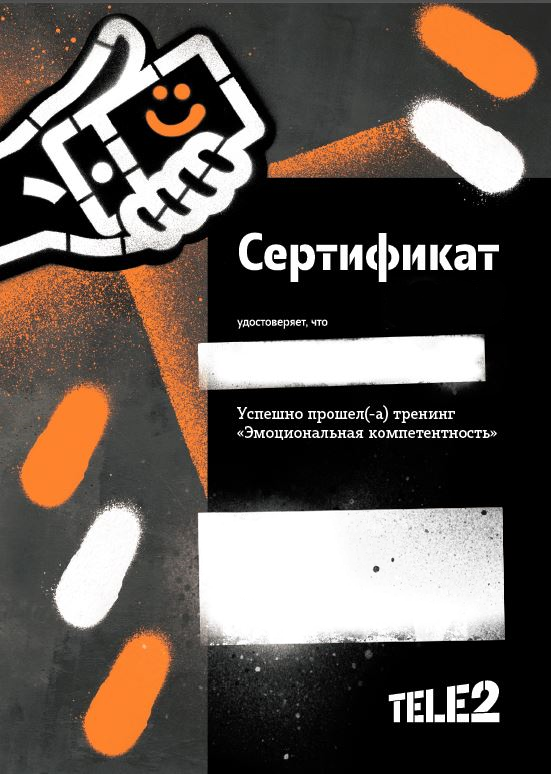 Сертификат
удостоверяет, что
Успешно прошел(-а) тренинг
«Эмоциональная компетентность»
TELE2